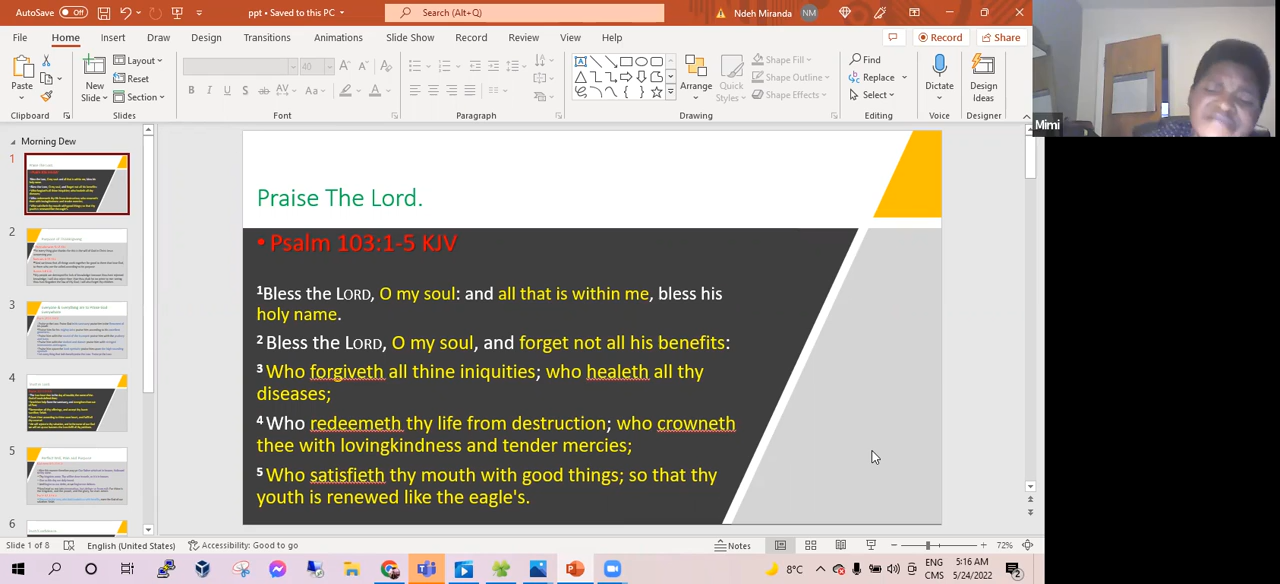 AutoSave Off ppt • Saved to this PC Search (Alt+Q) Ndeh Miranda NM
File Home Insert Draw Design Transitions Animations Slide Show Record Review View Help Record Share
Paste New Slide Layout Reset Section 40 Arrange Quick Styles Shape Fill Shape Outline Shape Effects Find Replace Select Dictate Design Ideas
Clipboard Slides Font Paragraph Drawing Editing Voice Designer
Mimi
Morning Dew
1
2
3
4
5
6
Praise The Lord.
• Psalm 103:1-5 KJV
1Bless the LORD, O my soul: and all that is within me, bless his
holy name.
2 Bless the LORD, O my soul, and forget not all his benefits:
3 Who forgiveth all thine iniquities; who healeth all thy
diseases;
4 Who redeemeth thy life from destruction; who crowneth
thee with lovingkindness and tender mercies;
5 Who satisfieth thy mouth with good things; so that thy
youth is renewed like the eagle's.
Slide 1 of 8 English (United States) Accessibility: Good to go Notes 72%
8°C ENG 5:16 AM
CMS 5/24/2022 2